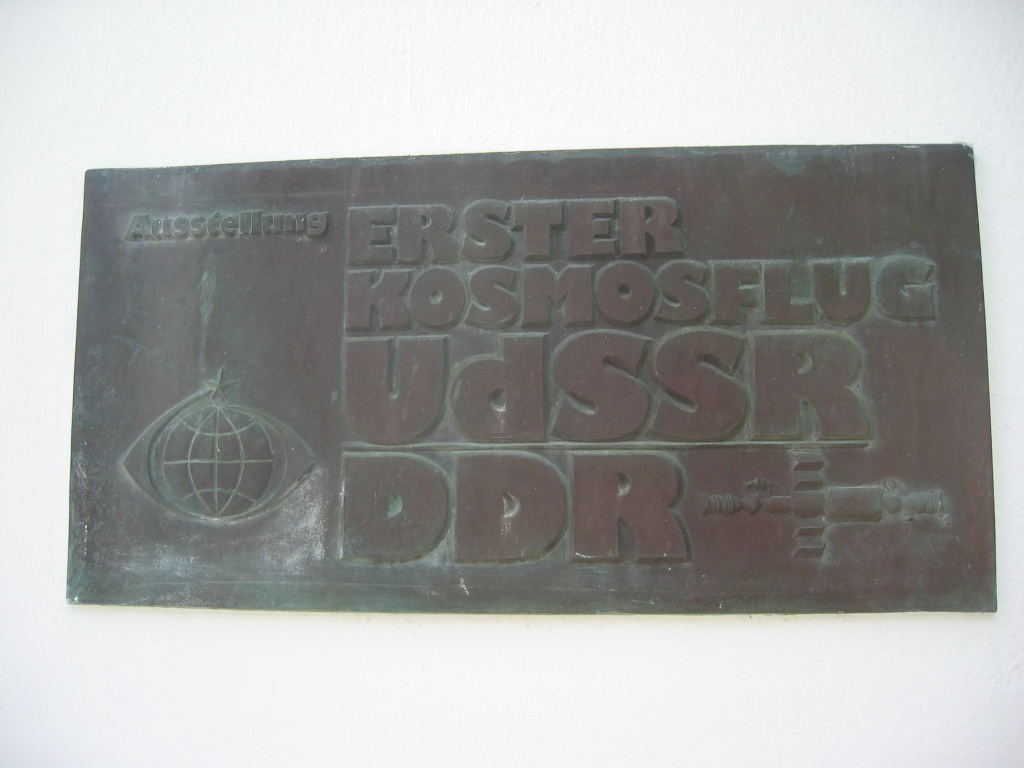 Ausstellung
ERSTER
KOSMOSFLUG
UdSSR
DDR